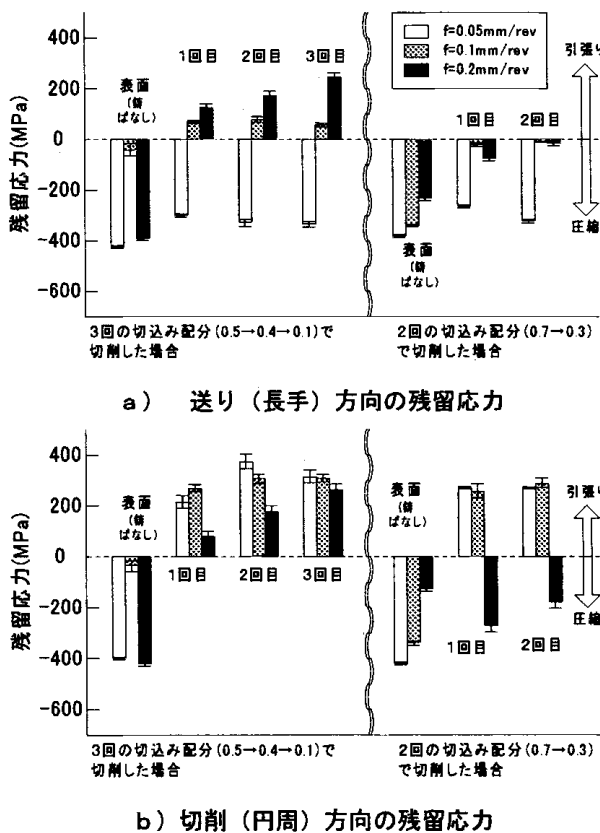 f=0.05mm/rev
f=0.1mm/rev
f=0.2mm/rev
残留応力(MPa)
400
200
0
-200
-400
-600
表面
(鋳
ばなし)
1回目
2回目
3回目
表面
(鋳
ばなし)
1回目
2回目
引張り
圧縮
3回の切込み配分(0.5→0.4→0.1)で
切削した場合
2回の切込み配分(0.7→0.3)
で切削した場合
a) 送り(長手)方向の残留応力
残留応力(MPa)
400
200
0
-200
-400
-600
表面
(鋳
ばなし)
1回目
2回目
3回目
表面
(鋳
ばなし)
1回目
2回目
引張り
圧縮
3回の切込み配分(0.5→0.4→0.1)で
切削した場合
2回の切込み配分(0.7→0.3)
で切削した場合
b)切削(円周)方向の残留応力